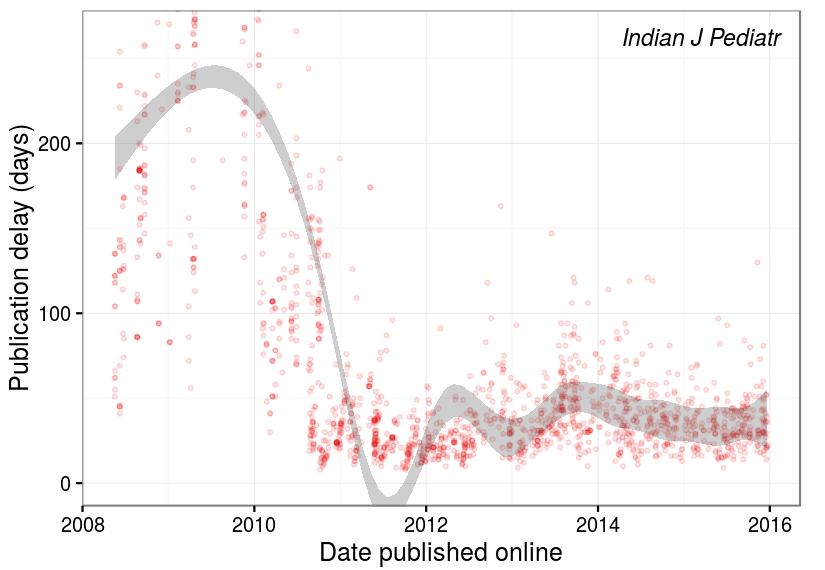 Indian J Pediatr
Publication delay (days)
200
100
0
2008 2010 2012 2014 2016
Date published online